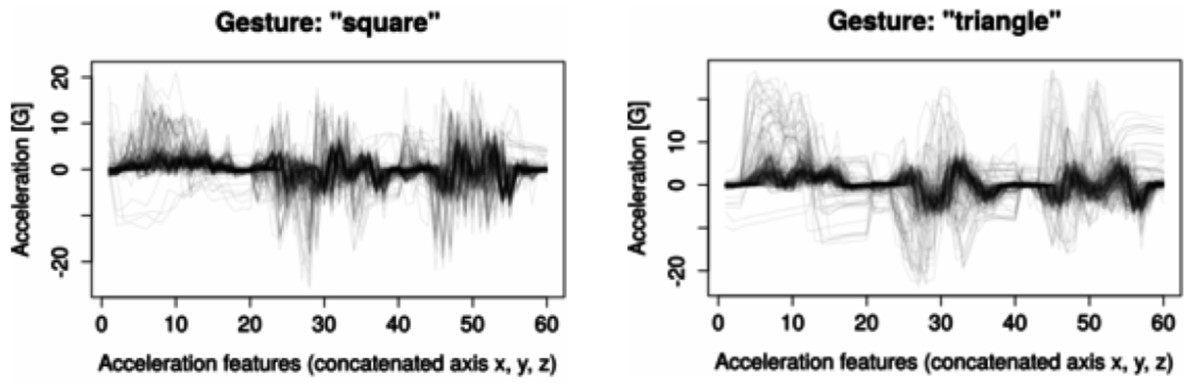 Gesture: "square"
Acceleration [G]
20
10
0
-20
0 10 20 30 40 50 60
Acceleration features (concatenated axis x, y, z)
Gesture: "triangle"
Acceleration [G]
10
0
-20
0 10 20 30 40 50 60
Acceleration features (concatenated axis x, y, z)